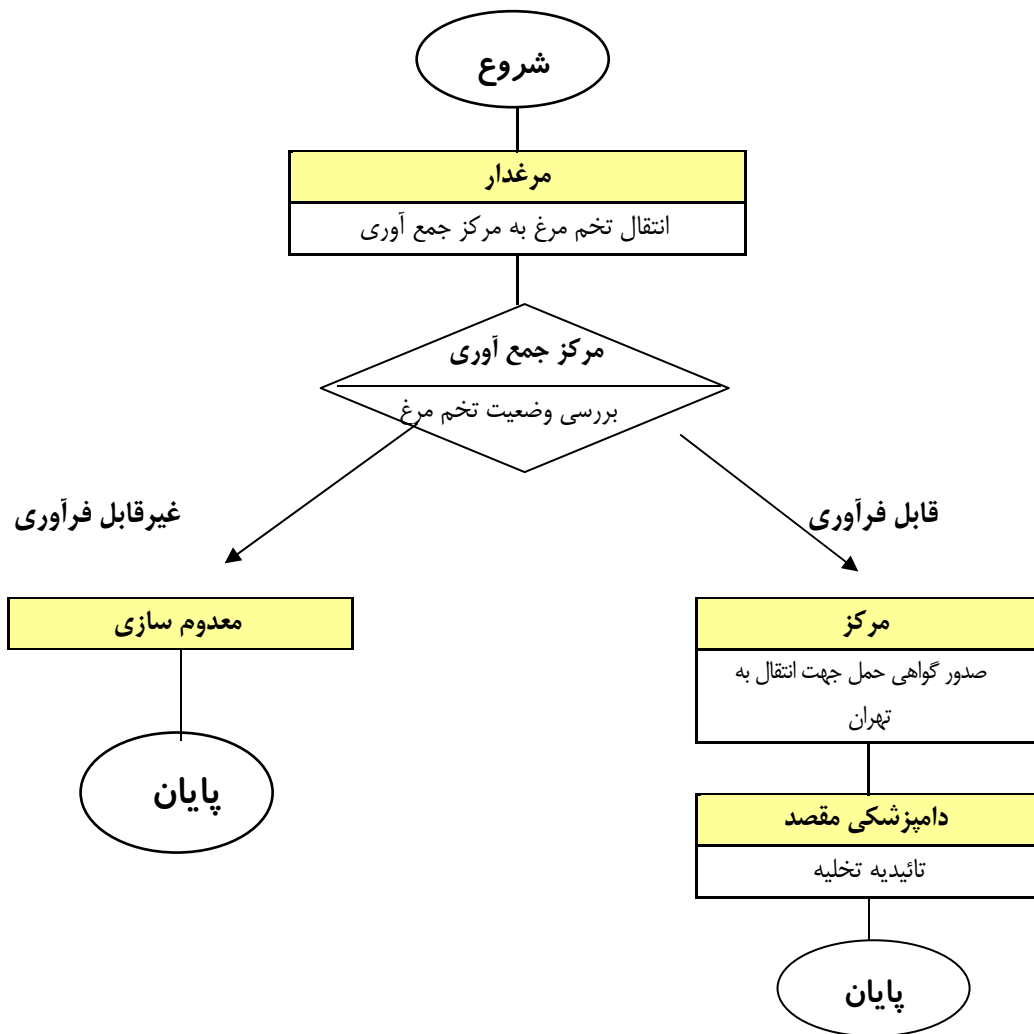 شروع
مرغدار
انتقال تخم مرغ به مرکز جمع آوری
مرکز جمع آوری
بررسی وضعیت تخم مرغ
قابل فرآوری
غیرقابل فرآوری
مرکز
صدور گواهی حمل جهت انتقال به
تهران
معدوم سازی
پایان
دامپزشکی مقصد
تائیدیه تخلیه
پایان